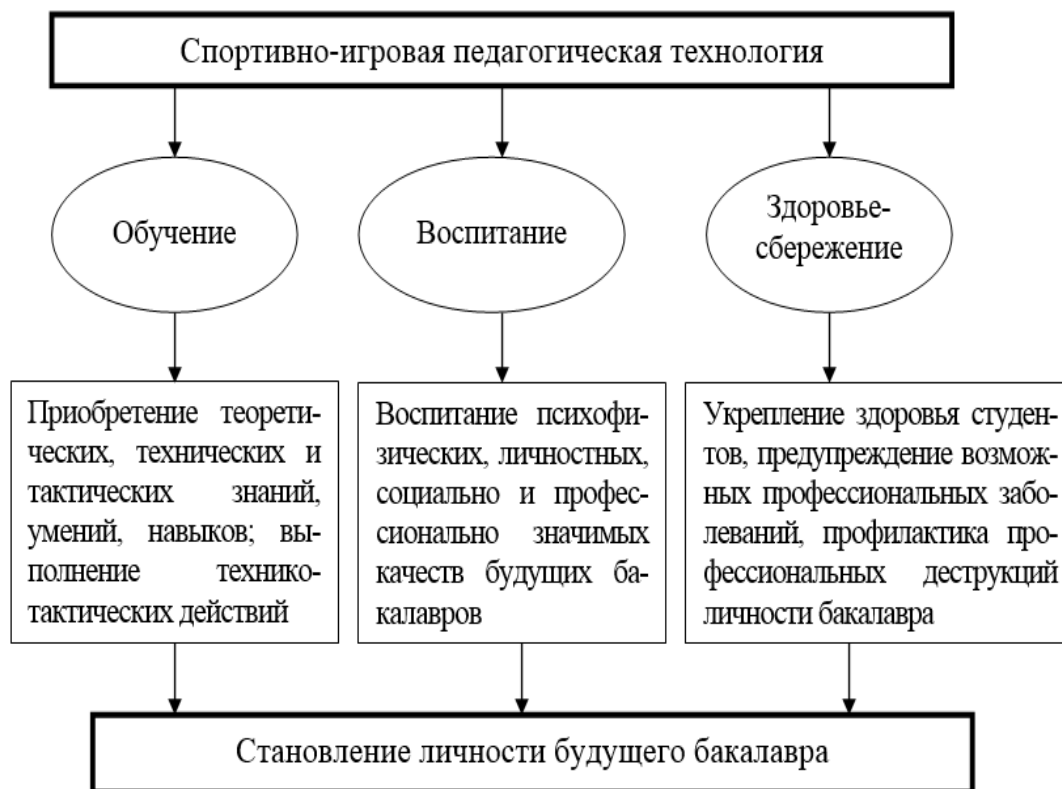 Спортивно-игровая педагогическая технология
Обучение
Воспитание
Здоровье-
сбережение
Приобретение теорети-
ческих, технических и
тактических знаний,
умений, навыков; вы-
полнение технико-
тактических действий
Воспитание психофи-
зических, личностных,
социально и профес-
сионально значимых
качеств будущих ба-
калавров
Укрепление здоровья студен-
тов, предупреждение возмож-
ных профессиональных забо-
леваний, профилактика про-
фессиональных деструкций
личности бакалавра
Становление личности будущего бакалавра